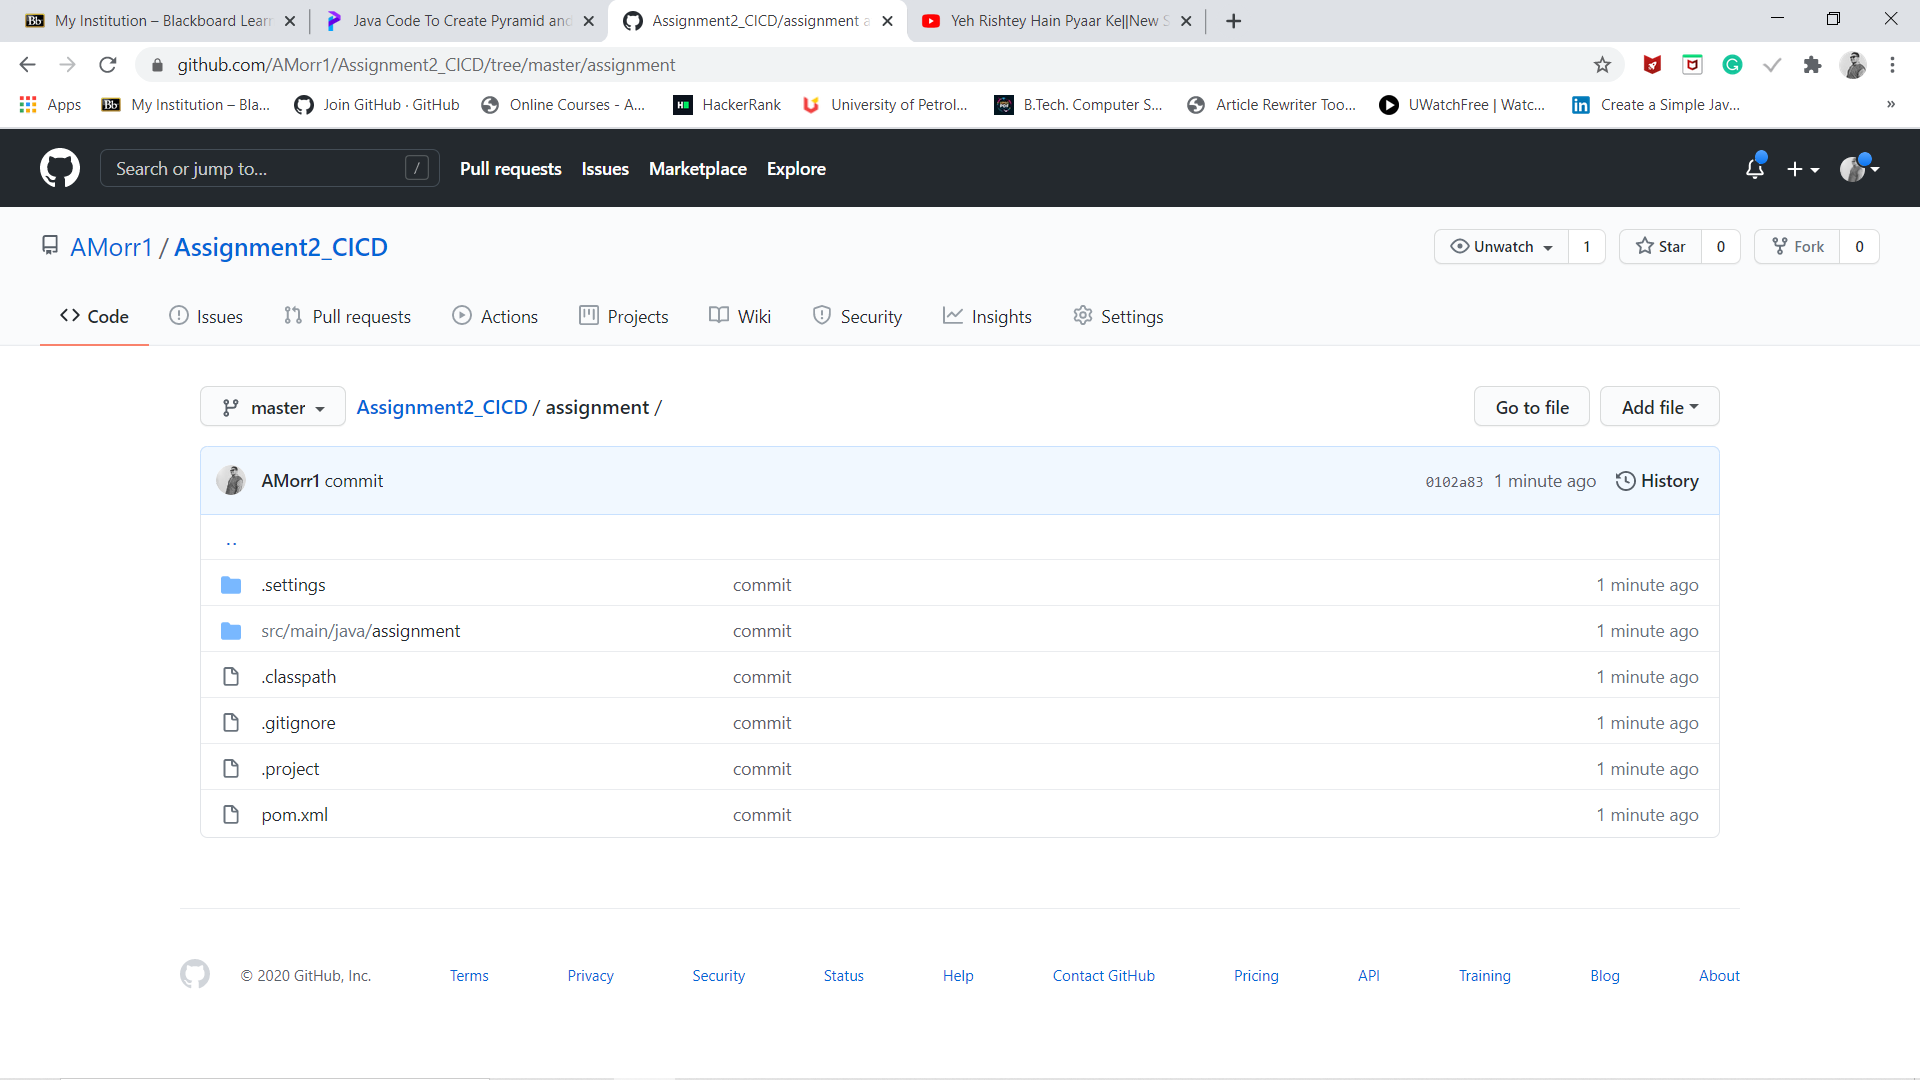 My Institution – Blackboard Lear
Java Code To Create Pyramid and
Assignment2_CICD/assignment a
Yeh Rishtey Hain Pyaar Ke||New S
github.com/AMorr1/Assignment2_CICD/tree/master/assignment
Apps
Bb My Institution – Bla...
Join GitHub · GitHub
Online Courses - A...
HackerRank
University of Petrol...
B.Tech. Computer S...
Article Rewriter Too...
UWatchFree | Watc...
Create a Simple Jav...
»
Search or jump to... /
Pull requests Issues Marketplace Explore
AMorr1 / Assignment2_CICD
Unwatch 1 Star 0 Fork 0
Code Issues Pull requests Actions Projects Wiki Security Insights Settings
master Assignment2_CICD / assignment / Go to file Add file
AMorr1 commit 0102a83 1 minute ago History
..
.settings commit 1 minute ago
src/main/java/assignment commit 1 minute ago
.classpath commit 1 minute ago
.gitignore commit 1 minute ago
.project commit 1 minute ago
pom.xml commit 1 minute ago
© 2020 GitHub, Inc. Terms Privacy Security Status Help Contact GitHub Pricing API Training Blog About